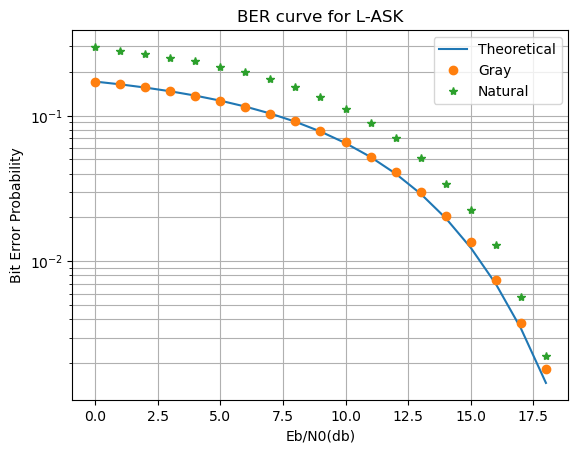 BER curve for L-ASK
Theoretical
Gray
Natural
Bit Error Probability
10⁻¹
10⁻²
0.0 2.5 5.0 7.5 10.0 12.5 15.0 17.5
Eb/N0(db)